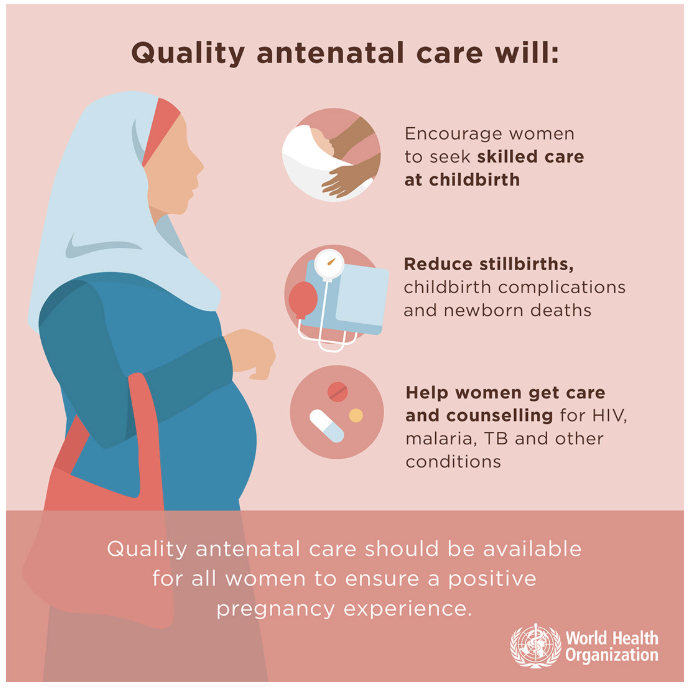 Quality antenatal care will:
Encourage women
to seek skilled care
at childbirth
Reduce stillbirths,
childbirth complications
and newborn deaths
Help women get care
and counselling for HIV,
malaria, TB and other
conditions
Quality antenatal care should be available
for all women to ensure a positive
pregnancy experience.
World Health
Organization